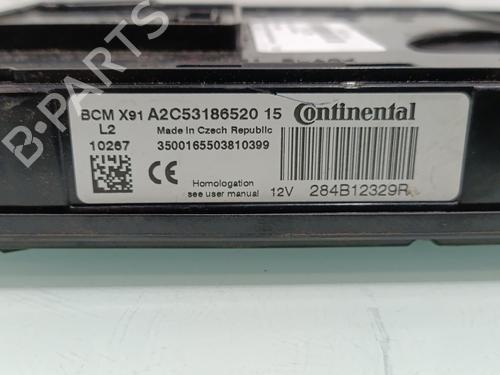 BCM X91 A2C53186520 15 Continental
L2 Made in Czech Republic
10267 3500165503810399
Homologation
see user manual 12V 284B12329R
B-PARTS